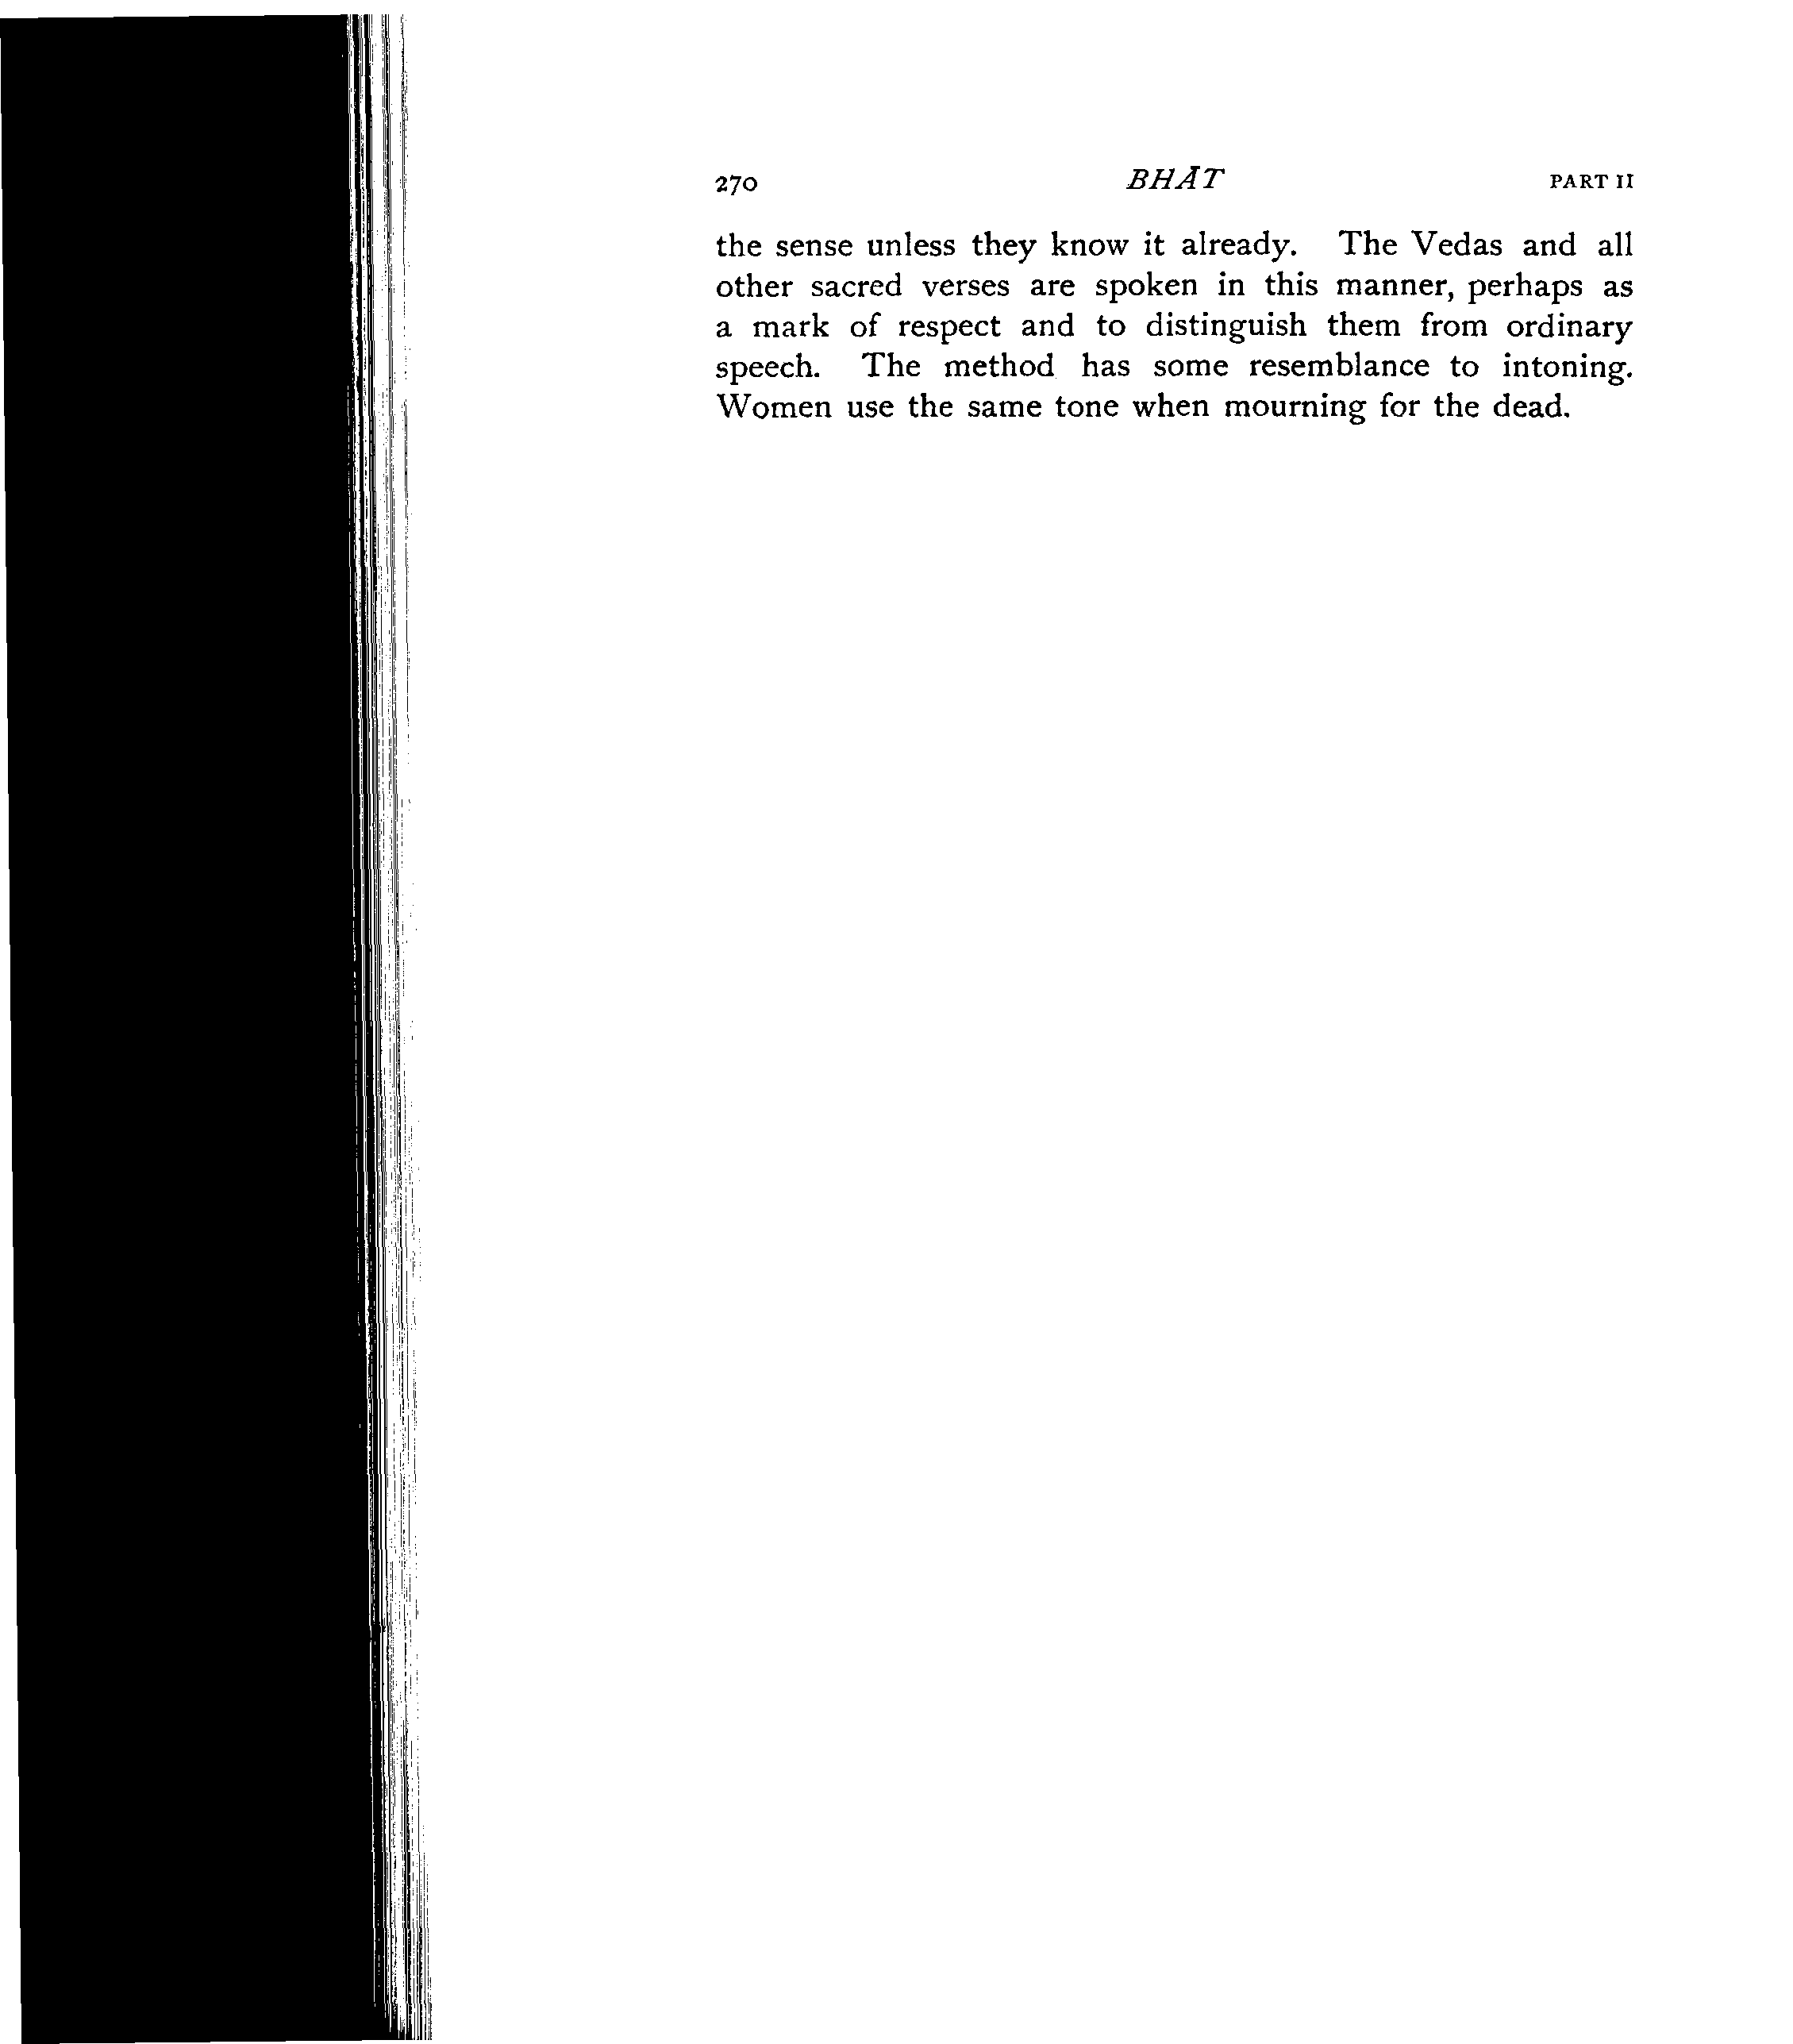 270 BHĀT PART II
the sense unless they know it already. The Vedas and all
other sacred verses are spoken in this manner, perhaps as
a mark of respect and to distinguish them from ordinary
speech. The method has some resemblance to intoning.
Women use the same tone when mourning for the dead.